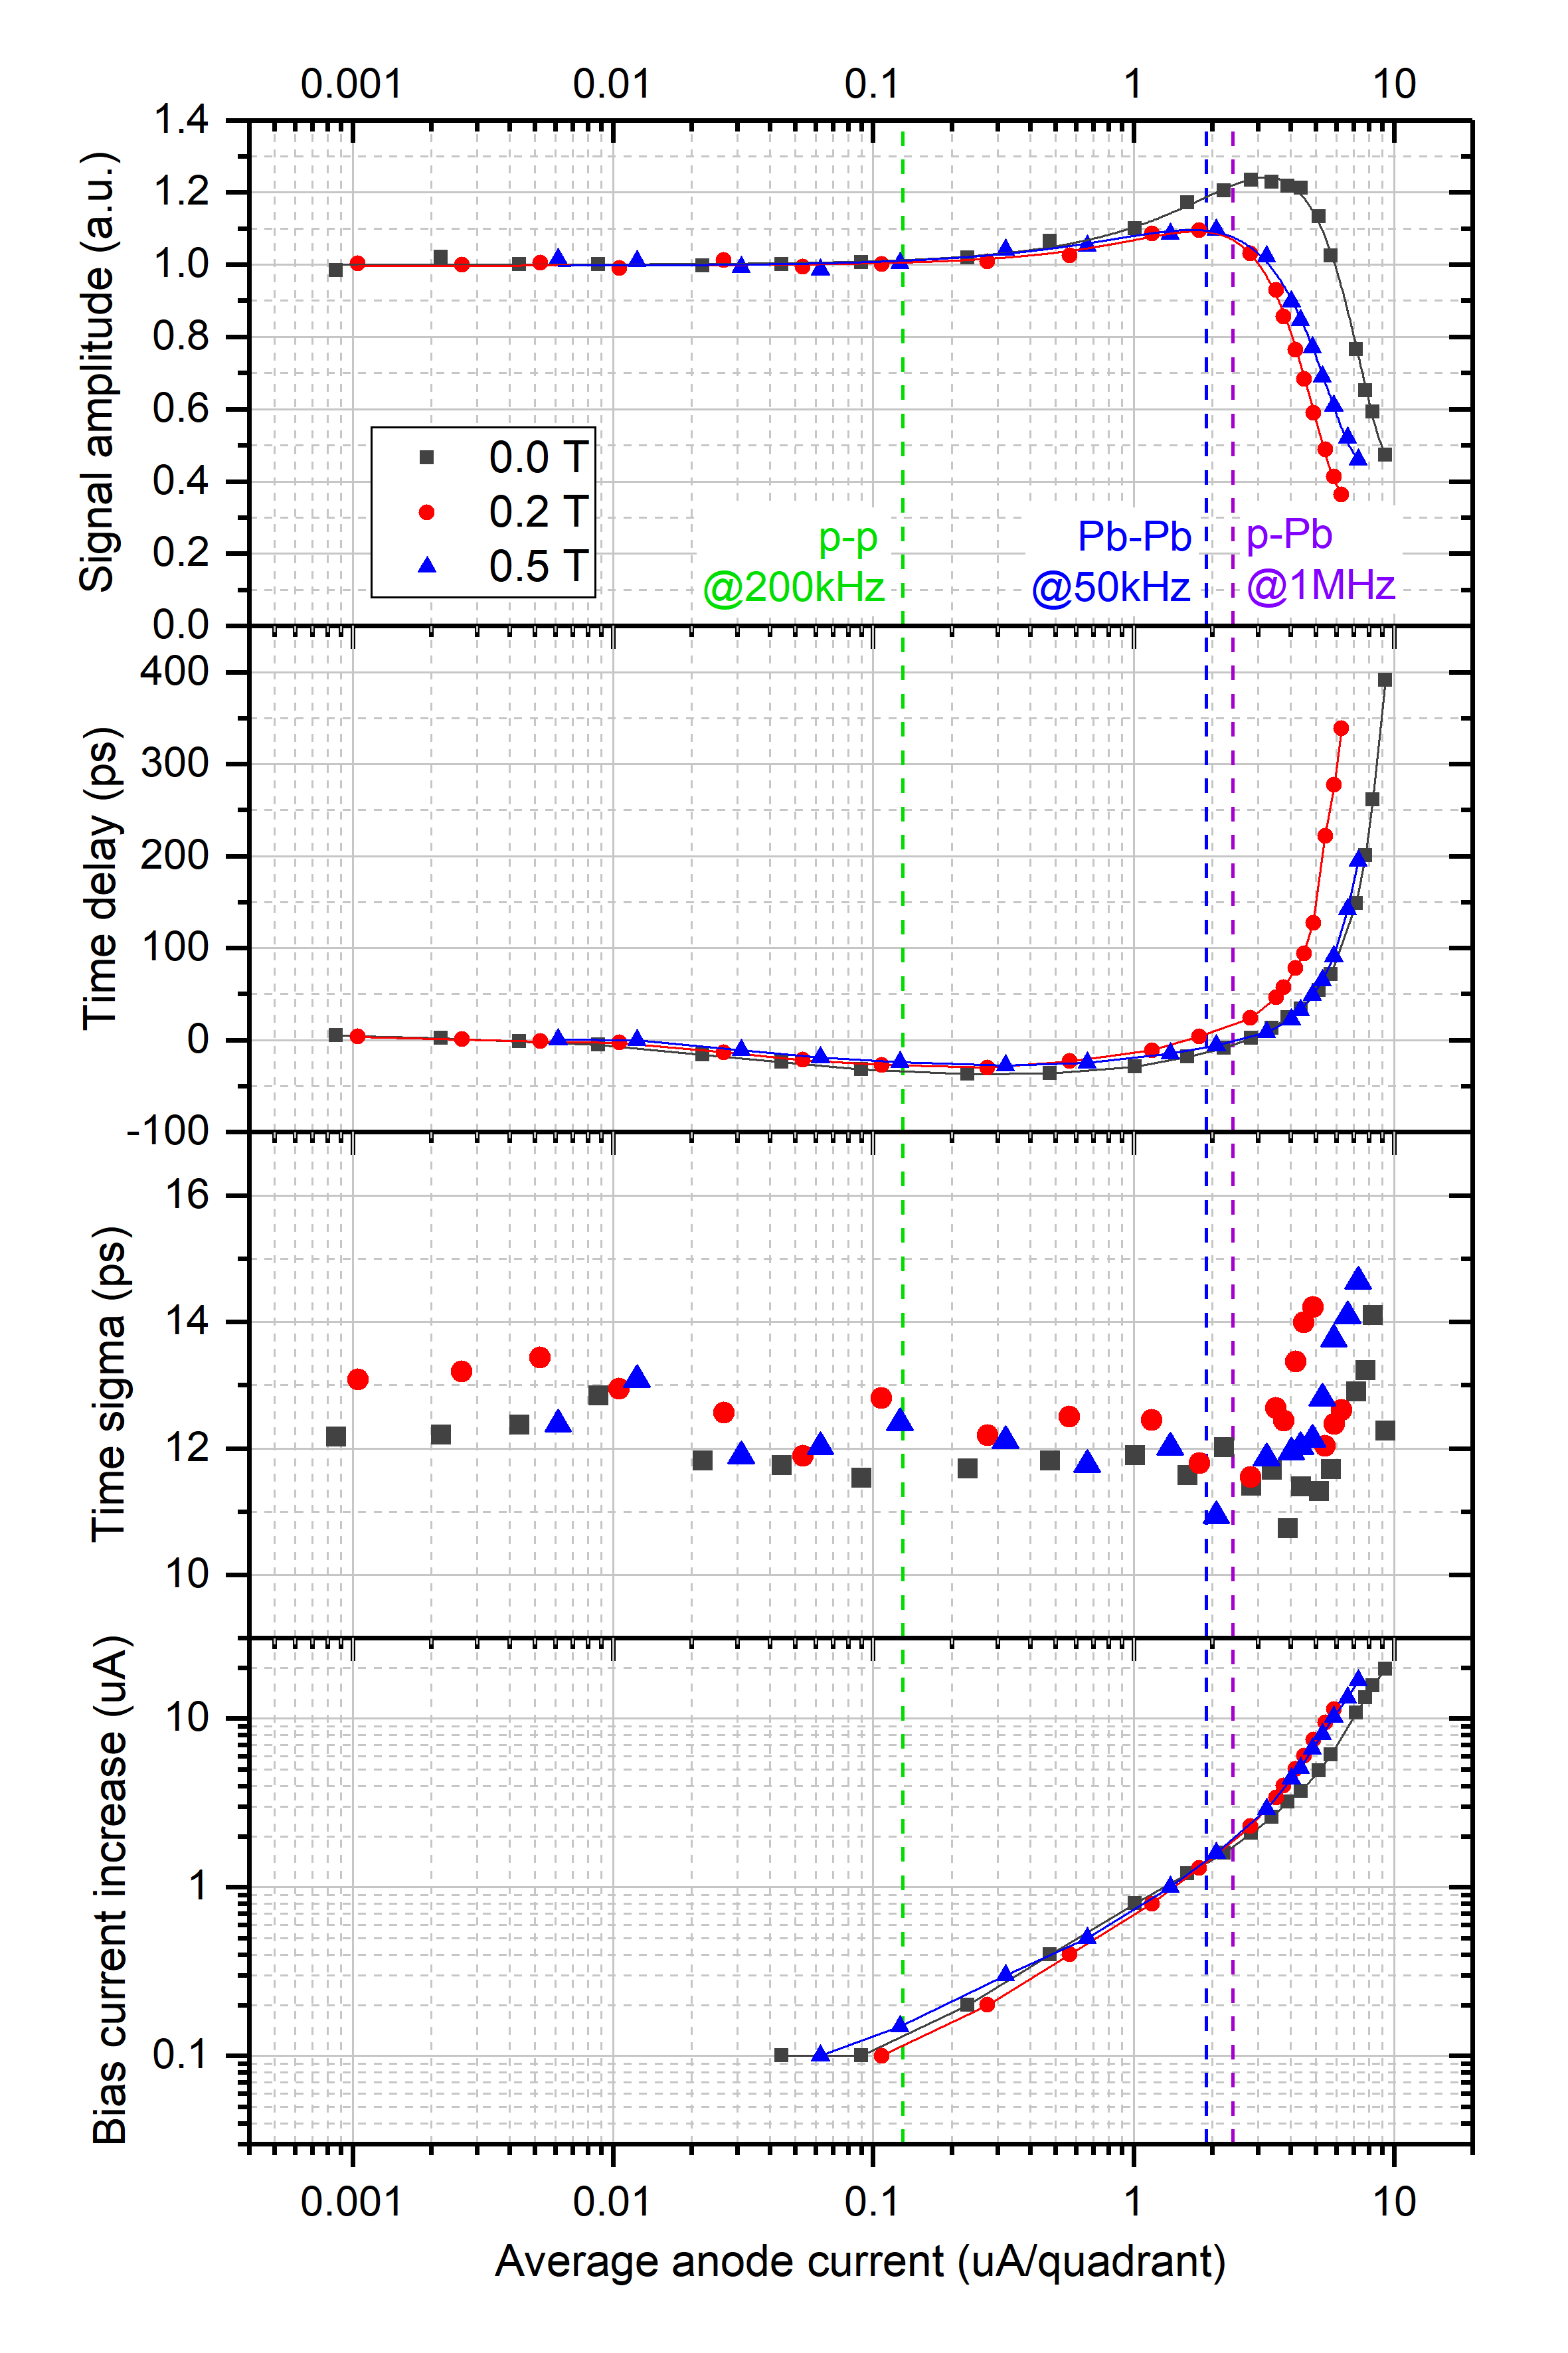 0.001 0.01 0.1 1 10
1.4
1.2
1.0
0.8
0.6
0.4
0.2
0.0
Signal amplitude (a.u.)
0.0 T
0.2 T
0.5 T
p-p
@200kHz
Pb-Pb
@50kHz
p-Pb
@1MHz
400
300
200
100
0
-100
Time delay (ps)
16
14
12
10
Time sigma (ps)
10
1
0.1
Bias current increase (uA)
0.001 0.01 0.1 1 10
Average anode current (uA/quadrant)